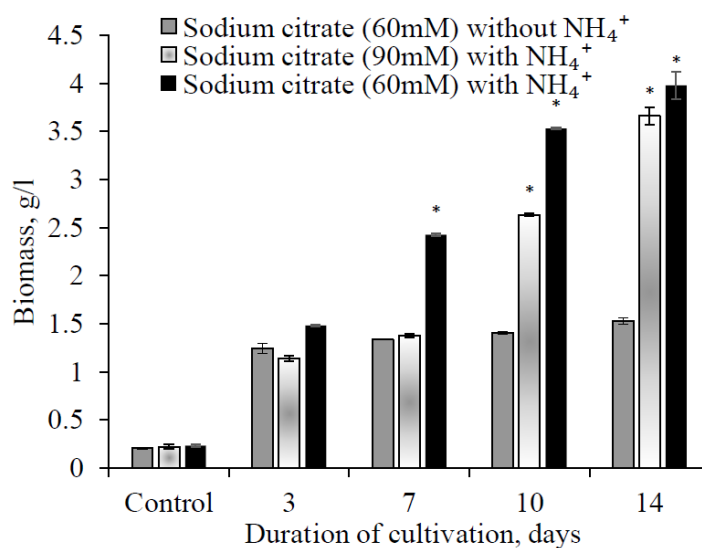 Sodium citrate (60mM) without NH₄⁺
Sodium citrate (90mM) with NH₄⁺
Sodium citrate (60mM) with NH₄⁺
4.5
4
3.5
3
2.5
2
1.5
1
0.5
0
Biomass, g/l
* * * * *
Control 3 7 10 14
Duration of cultivation, days